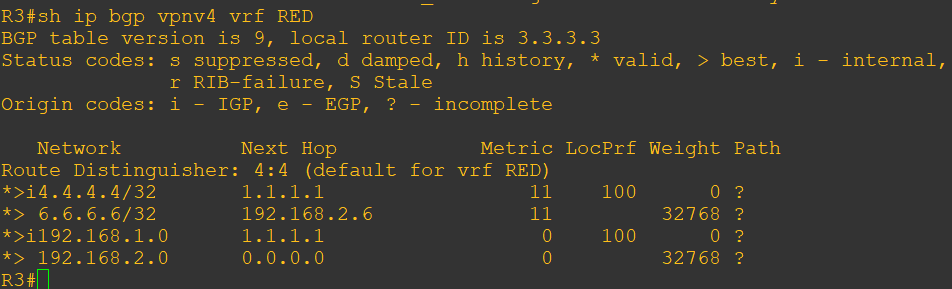 R3#sh ip bgp vpnv4 vrf RED
BGP table version is 9, local router ID is 3.3.3.3
Status codes: s suppressed, d damped, h history, * valid, > best, i - internal,
              r RIB-failure, S Stale
Origin codes: i - IGP, e - EGP, ? - incomplete

   Network          Next Hop            Metric LocPrf Weight Path
Route Distinguisher: 4:4 (default for vrf RED)
*>i4.4.4.4/32       1.1.1.1                 11    100      0 ?
*> 6.6.6.6/32       192.168.2.6             11         32768 ?
*>i192.168.1.0      1.1.1.1                  0    100      0 ?
*> 192.168.2.0      0.0.0.0                  0         32768 ?
R3#